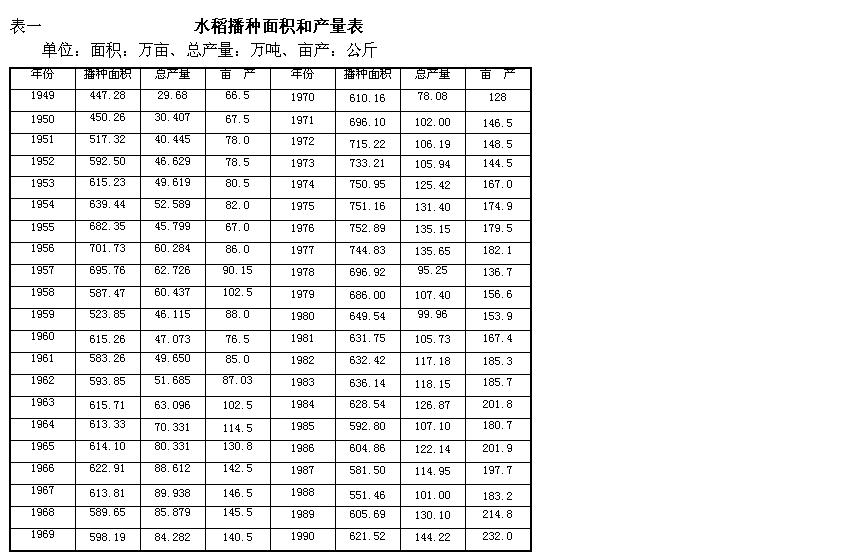 表一 水稻播种面积和产量表
单位：面积：万亩、总产量：万吨、亩产：公斤
年份 播种面积 总产量 亩 产 年份 播种面积 总产量 亩 产
1949 447.28 29.68 66.5 1970 610.16 78.08 128
1950 450.26 30.407 67.5 1971 696.10 102.00 146.5
1951 517.32 40.445 78.0 1972 715.22 106.19 148.5
1952 592.50 46.629 78.5 1973 733.21 105.94 144.5
1953 615.23 49.619 80.5 1974 750.95 125.42 167.0
1954 639.44 52.589 82.0 1975 751.16 131.40 174.9
1955 682.35 45.799 67.0 1976 752.89 135.15 179.5
1956 701.73 60.284 86.0 1977 744.83 135.65 182.1
1957 695.76 62.726 90.15 1978 696.92 95.25 136.7
1958 587.47 60.437 102.5 1979 686.00 107.40 156.6
1959 523.85 46.115 88.0 1980 649.54 99.96 153.9
1960 615.26 47.073 76.5 1981 631.75 105.73 167.4
1961 583.26 49.650 85.0 1982 632.42 117.18 185.3
1962 593.85 51.685 87.03 1983 636.14 118.15 185.7
1963 615.71 63.096 102.5 1984 628.54 126.87 201.8
1964 613.33 70.331 114.5 1985 592.80 107.10 180.7
1965 614.10 80.331 130.8 1986 604.86 122.14 201.9
1966 622.91 88.612 142.5 1987 581.50 114.95 197.7
1967 613.81 89.938 146.5 1988 551.46 101.00 183.2
1968 589.65 85.879 145.5 1989 605.69 130.10 214.8
1969 598.19 84.282 140.5 1990 621.52 144.22 232.0